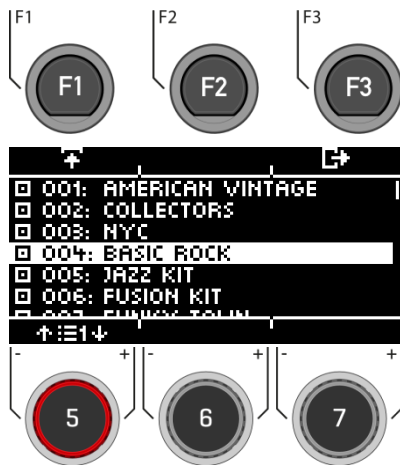 F1 F2 F3
F1 F2 F3
001: AMERICAN VINTAGE
002: COLLECTORS
003: NYC
004: BASIC ROCK
005: JAZZ KIT
006: FUSION KIT
1
- + - + - +
5 6 7